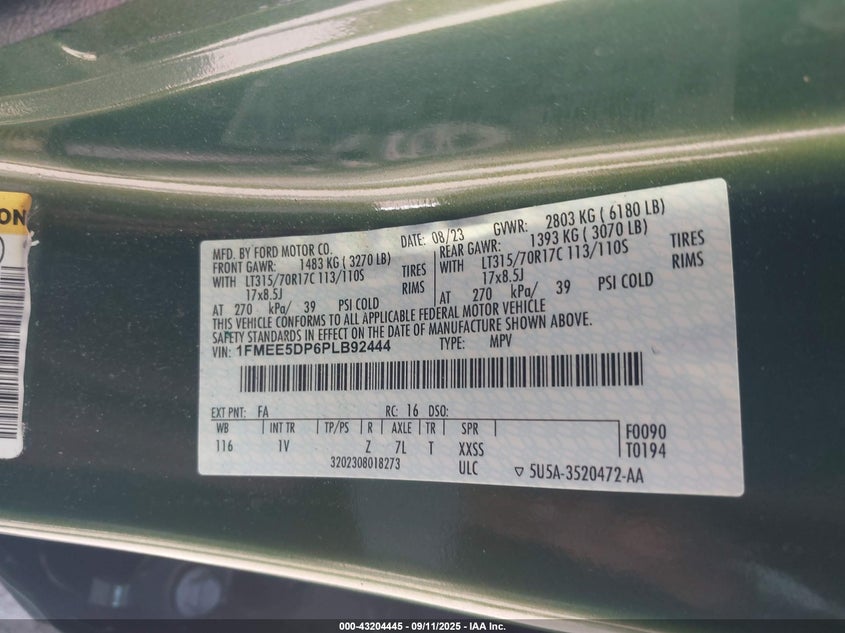 ON
MFD. BY FORD MOTOR CO. DATE: 08/23 GVWR: 2803 KG ( 6180 LB)
FRONT GAWR: 1483 KG ( 3270 LB) REAR GAWR: 1393 KG ( 3070 LB)
WITH LT315/70R17C 113/110S TIRES WITH LT315/70R17C 113/110S TIRES
17x8.5J RIMS 17x8.5J RIMS
AT 270 kPa/ 39 PSI COLD AT 270 kPa/ 39 PSI COLD
THIS VEHICLE CONFORMS TO ALL APPLICABLE FEDERAL MOTOR VEHICLE
SAFETY STANDARDS IN EFFECT ON THE DATE OF MANUFACTURE SHOWN ABOVE.
VIN: 1FMEE5DP6PLB92444 TYPE: MPV
EXT PNT: FA RC: 16 DSO:
WB INT TR TP/PS R AXLE TR SPR F0090
116 1V Z 7L T XXSS T0194
3202308018273 ULC ▽ 5U5A-3520472-AA
000-43204445 - 09/11/2025 - IAA Inc.